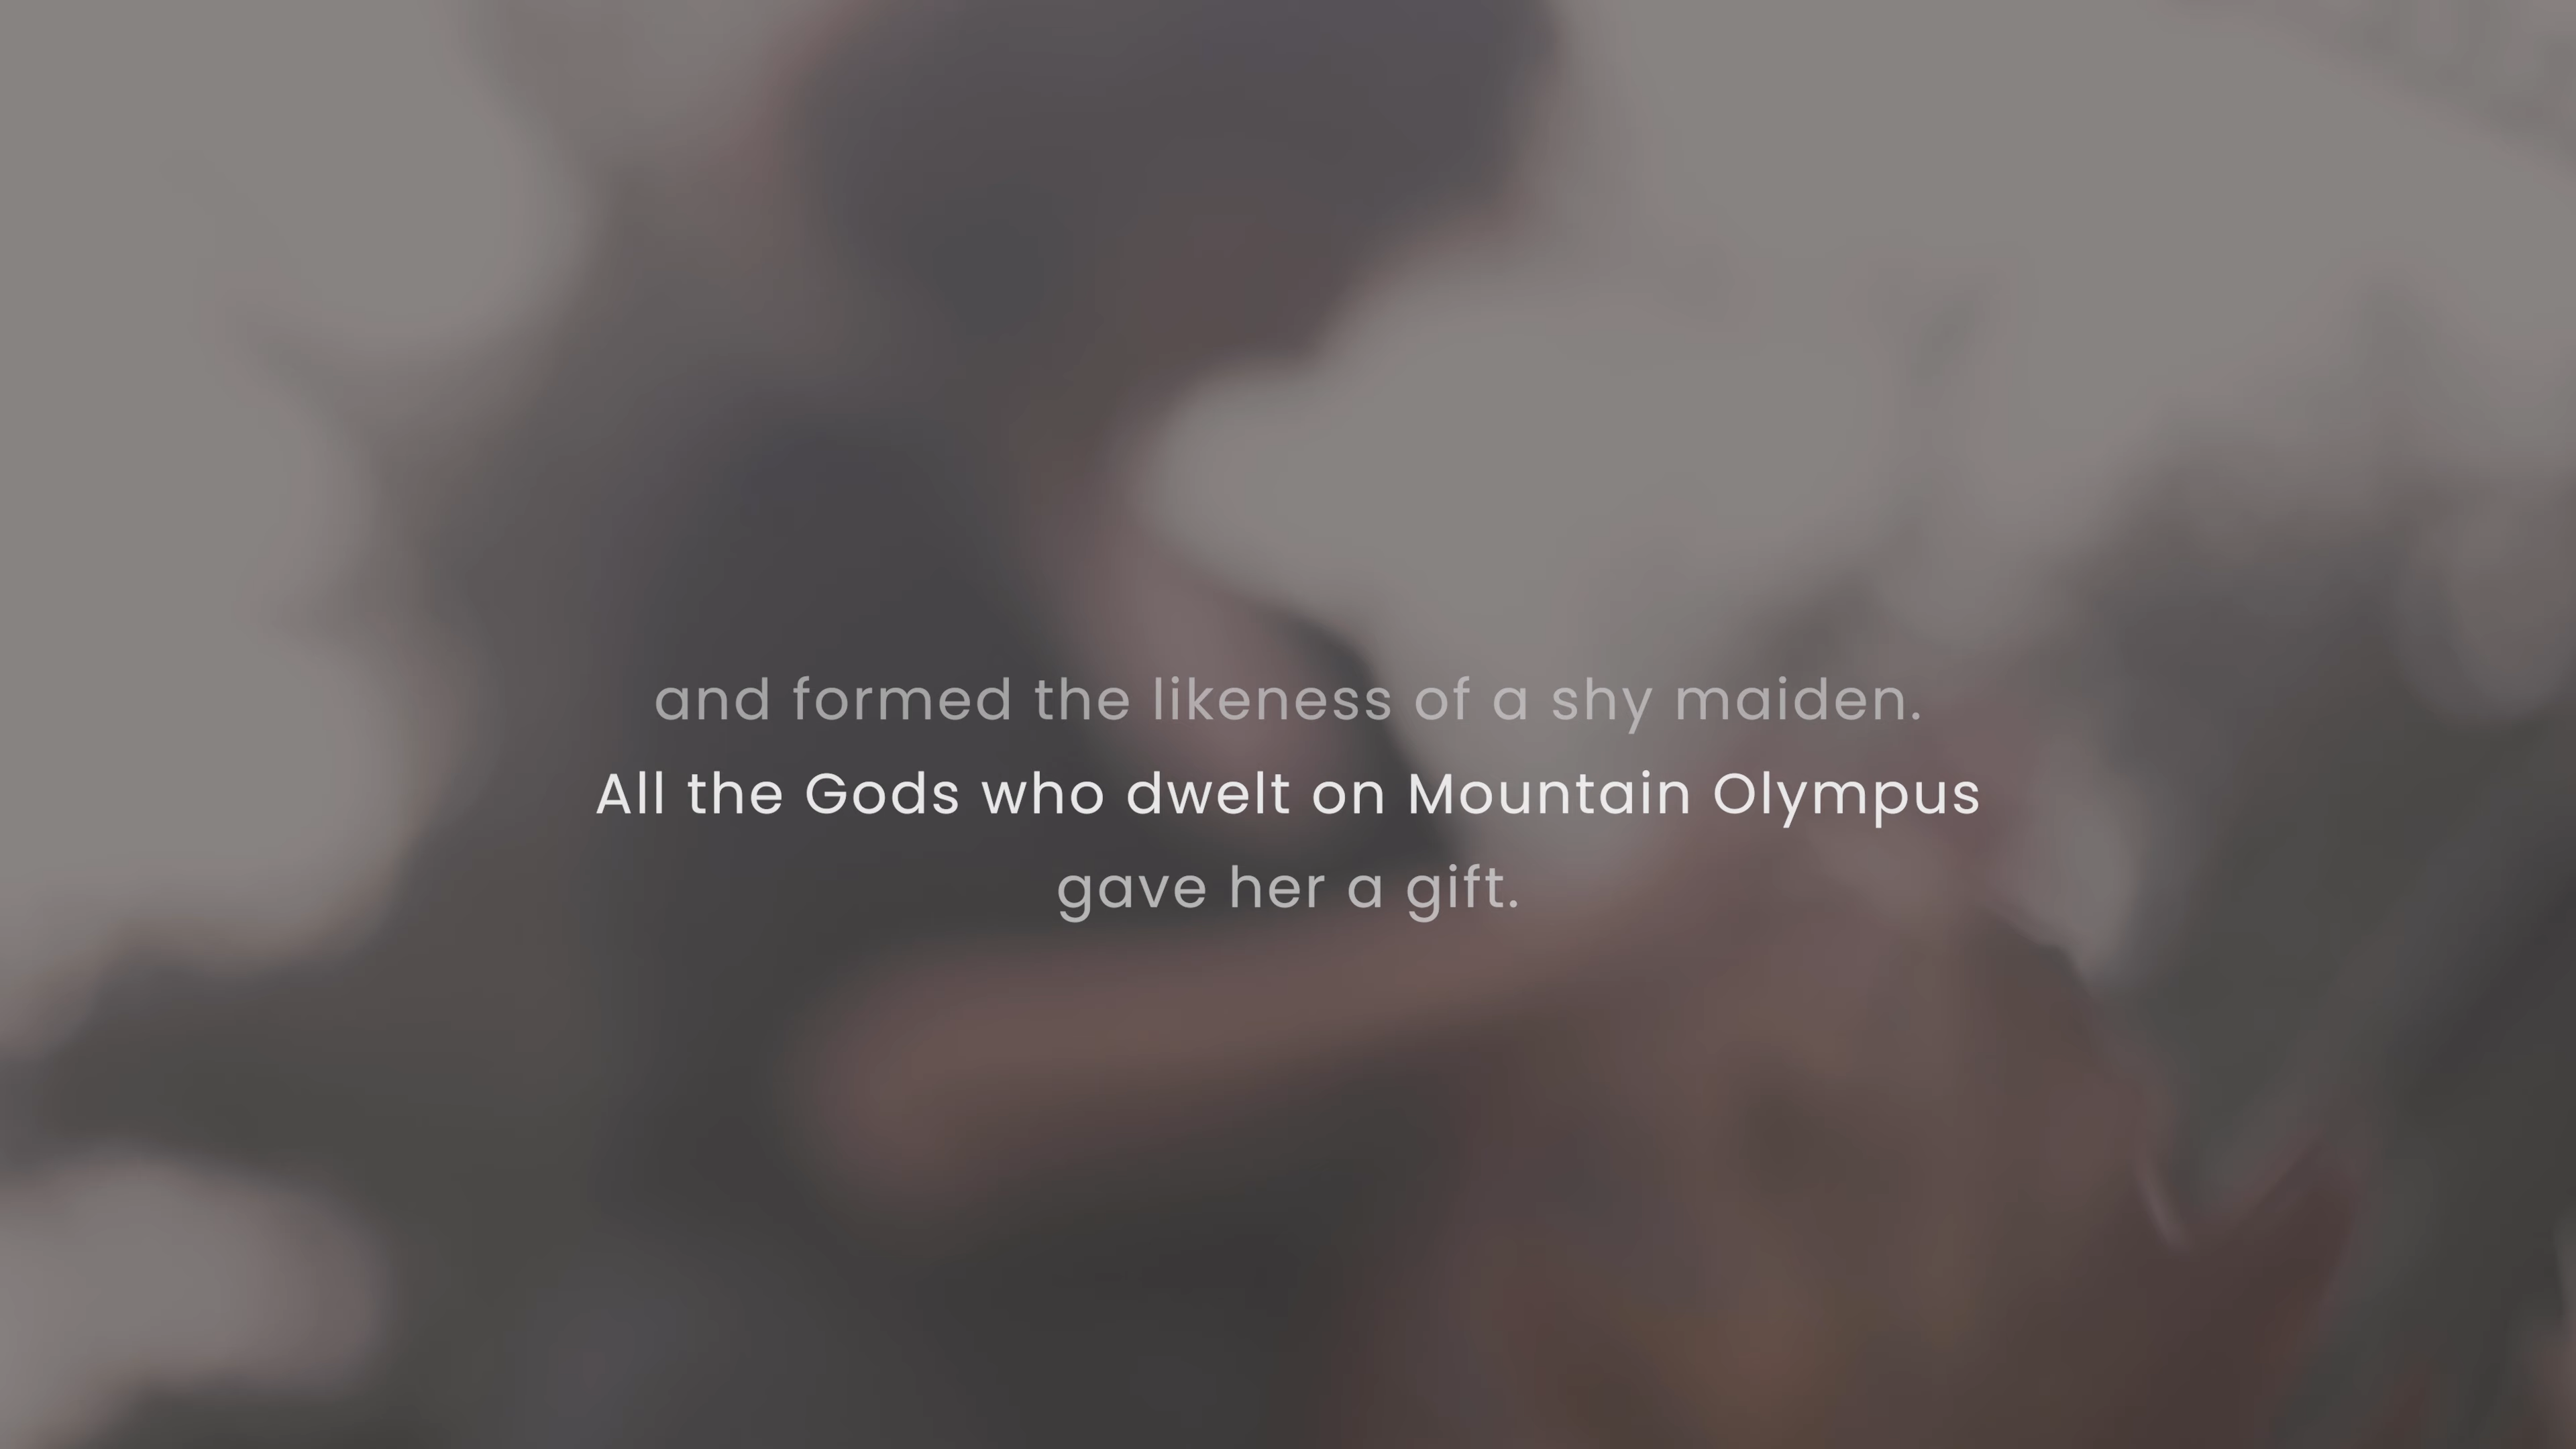 and formed the likeness of a shy maiden.
All the Gods who dwelt on Mountain Olympus
gave her a gift.